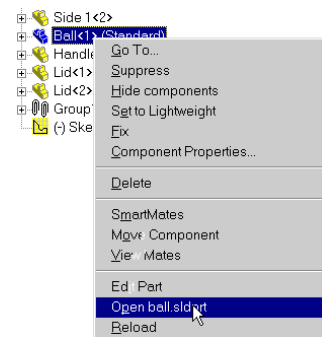 Side 1<2>
Ball<1> (Standard)
Handle
Lid<1>
Lid<2>
Group
(-) Ske
Go To...
Suppress
Hide components
Set to Lightweight
Fix
Component Properties...
Delete
SmartMates
Move Component
View Mates
Edit Part
Open ball.sldprt
Reload